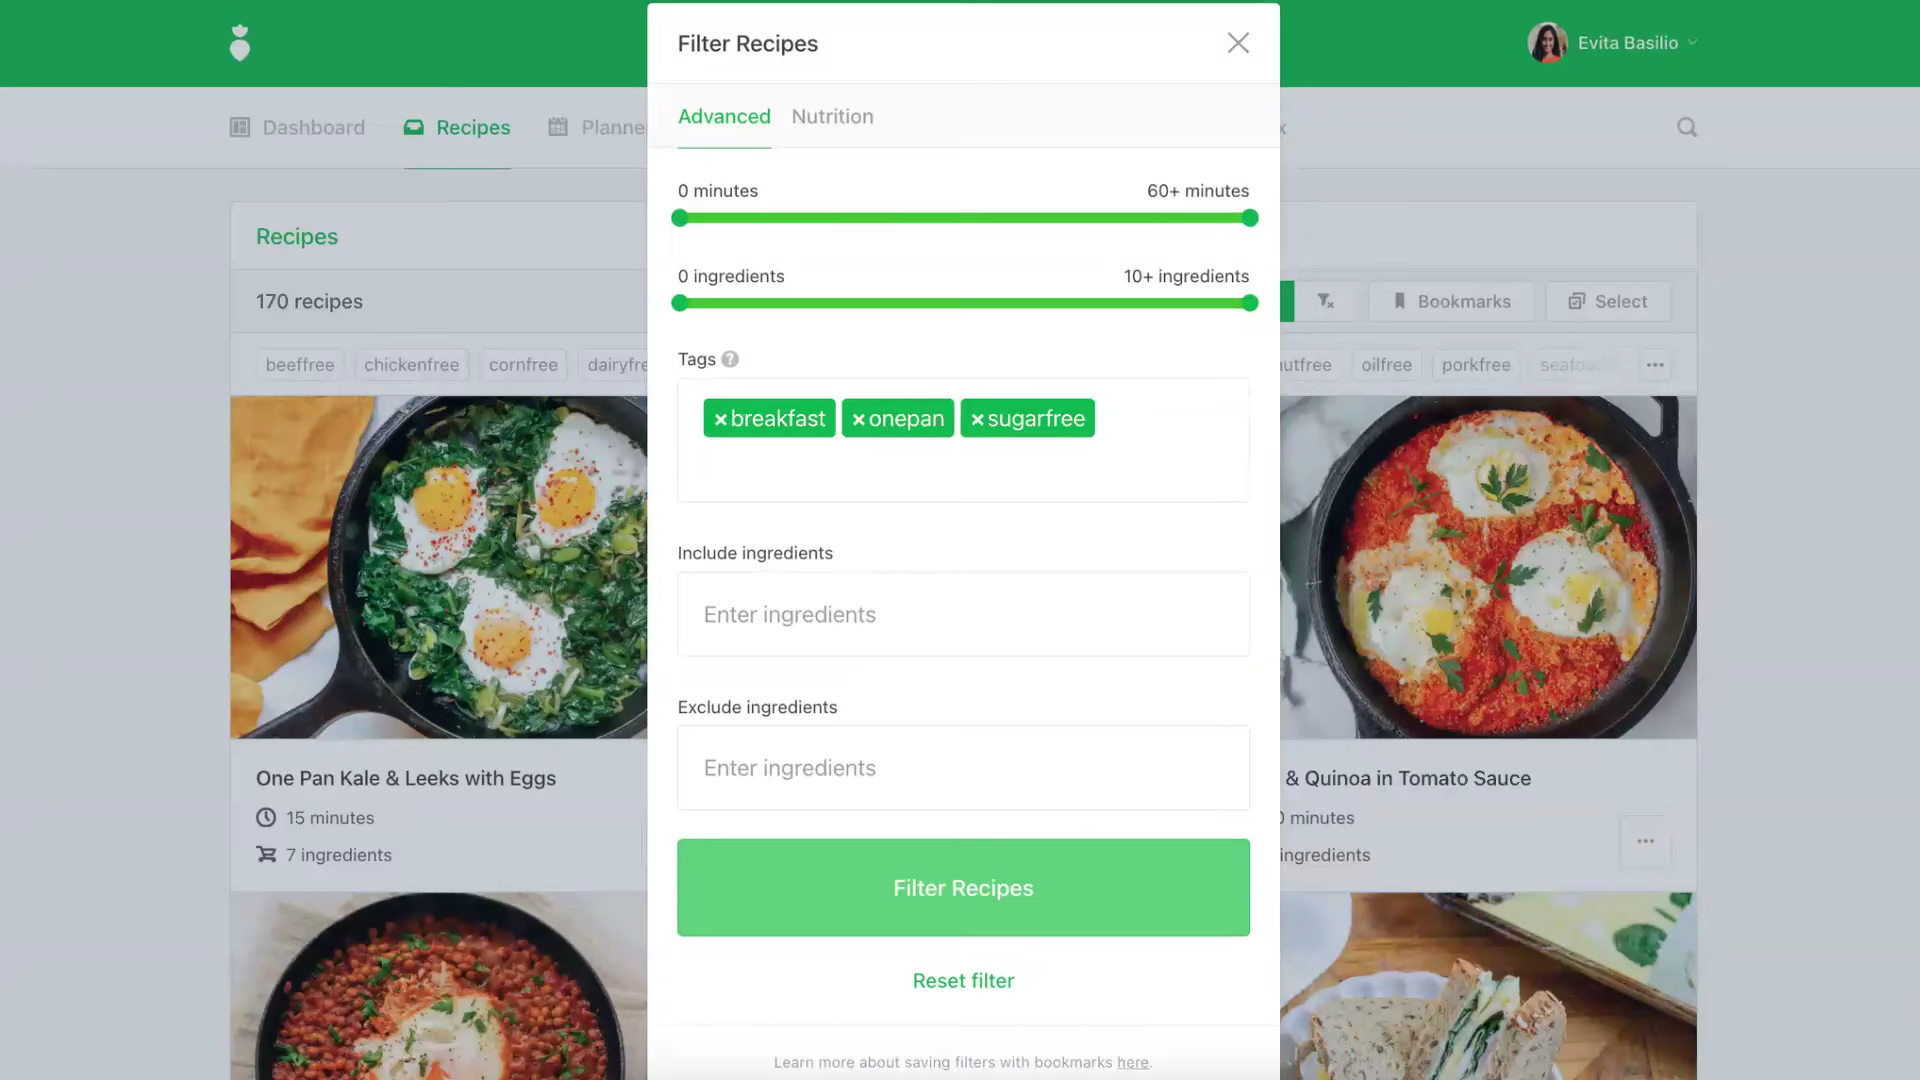 Filter Recipes
Evita Basilio
Advanced Nutrition
Dashboard Recipes
0 minutes 60+ minutes
Recipes
0 ingredients 10+ ingredients
170 recipes
Bookmarks Select
Tags ?
beeffree chickenfree cornfree
oilfree porkfree
×breakfast ×onepan ×sugarfree
Include ingredients
Enter ingredients
Exclude ingredients
Enter ingredients
One Pan Kale & Leeks with Eggs
& Quinoa in Tomato Sauce
15 minutes
minutes
7 ingredients
ingredients
Filter Recipes
Reset filter
Learn more about saving filters with bookmarks here.